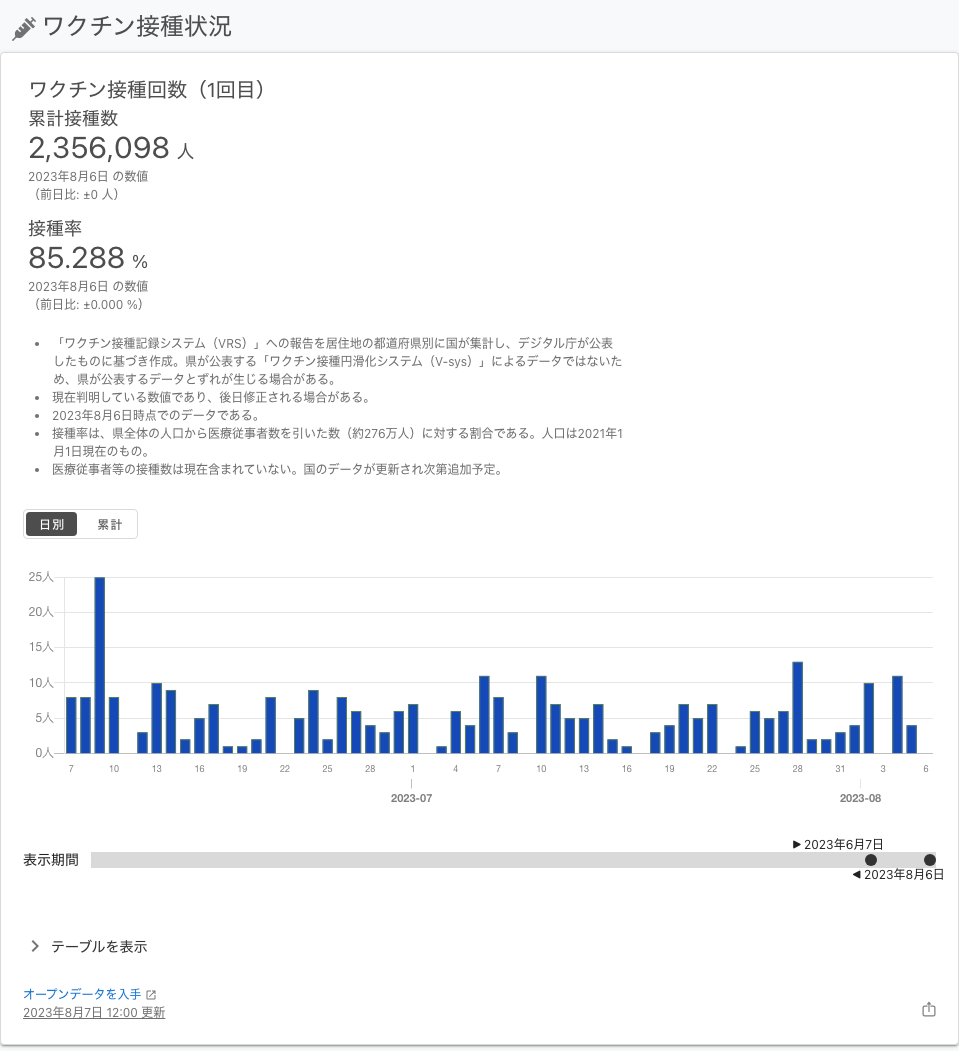 ワクチン接種状況
ワクチン接種回数（1回目）
累計接種数
2,356,098 人
2023年8月6日 の数値
（前日比: ±0 人）
接種率
85.288 %
2023年8月6日 の数値
（前日比: ±0.000 %）
• 「ワクチン接種記録システム（VRS）」への報告を居住地の都道府県別に国が集計し、デジタル庁が公表
したものに基づき作成。県が公表する「ワクチン接種円滑化システム（V-sys）」によるデータではないた
め、県が公表するデータとずれが生じる場合がある。
• 現在判明している数値であり、後日修正される場合がある。
• 2023年8月6日時点でのデータである。
• 接種率は、県全体の人口から医療従事者数を引いた数（約276万人）に対する割合である。人口は2021年1
月1日現在のもの。
• 医療従事者等の接種数は現在含まれていない。国のデータが更新され次第追加予定。
日別 累計
25人
20人
15人
10人
5人
0人
7 10 13 16 19 22 25 28 1 4 7 10 13 16 19 22 25 28 31 3 6
2023-07 2023-08
▶ 2023年6月7日
表示期間
◀ 2023年8月6日
テーブルを表示
オープンデータを入手
2023年8月7日 12:00 更新